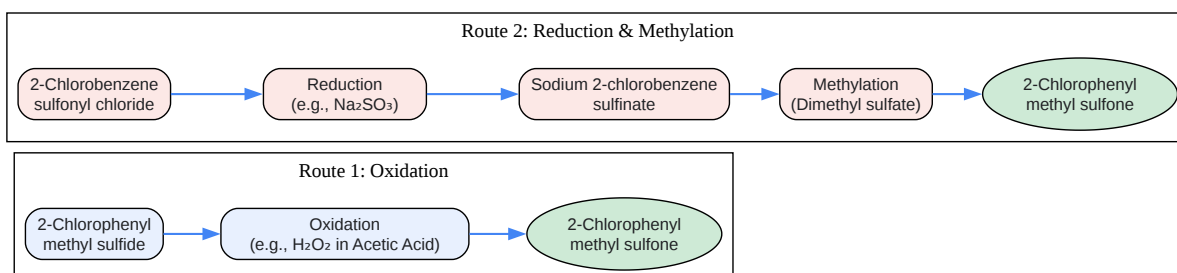 Route 2: Reduction & Methylation
2-Chlorobenzene
sulfonyl chloride
Reduction
(e.g., Na₂SO₃)
Sodium 2-chlorobenzene
sulfinate
Methylation
(Dimethyl sulfate)
2-Chlorophenyl
methyl sulfone
Route 1: Oxidation
2-Chlorophenyl
methyl sulfide
Oxidation
(e.g., H₂O₂ in Acetic Acid)
2-Chlorophenyl
methyl sulfone